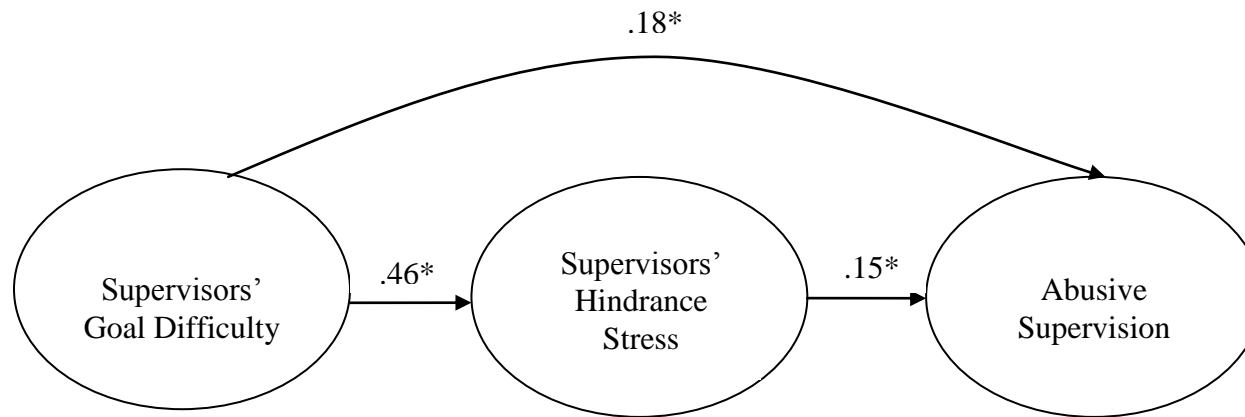 .18*
Supervisors’
Goal Difficulty
.46*
Supervisors’
Hindrance
Stress
.15*
Abusive
Supervision